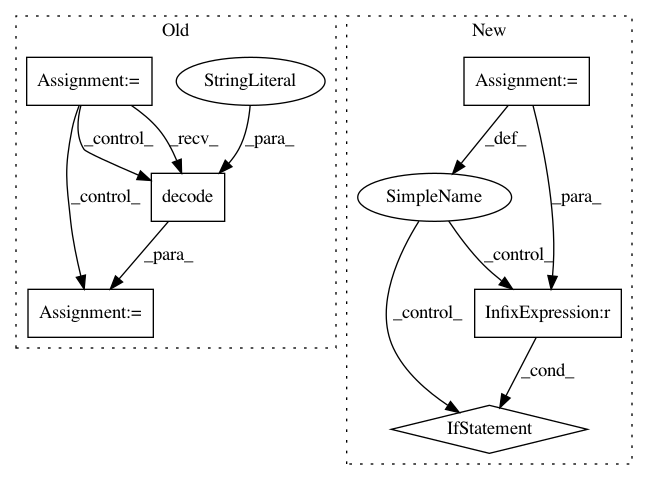 Old
New
Assignment:=
StringLiteral
Assignment:=
_control_
_recv_
_para_
_def_
_control_
decode
SimpleName
_para_
_para_
_control_
_control_
Assignment:=
InfixExpression:r
_cond_
IfStatement